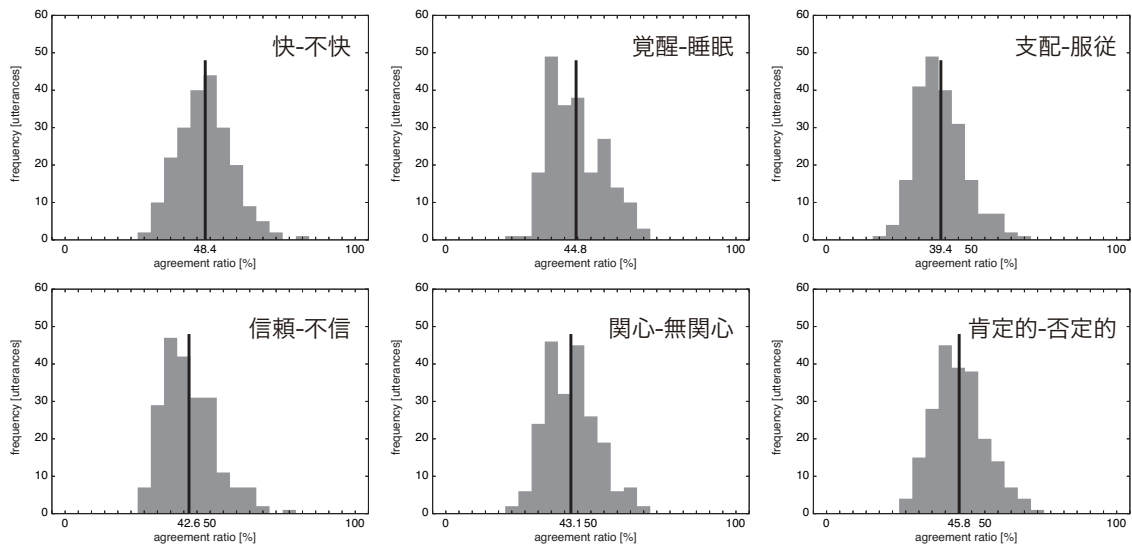 快-不快
60
50
40
30
20
10
0
frequency [utterances]
0 48.4 100
agreement ratio [%]
覚醒-睡眠
60
50
40
30
20
10
0
frequency [utterances]
0 44.8 100
agreement ratio [%]
支配-服従
60
50
40
30
20
10
0
frequency [utterances]
0 39.4 50 100
agreement ratio [%]
信頼-不信
60
50
40
30
20
10
0
frequency [utterances]
0 42.6 50 100
agreement ratio [%]
関心-無関心
60
50
40
30
20
10
0
frequency [utterances]
0 43.1 50 100
agreement ratio [%]
肯定的-否定的
60
50
40
30
20
10
0
frequency [utterances]
0 45.8 50 100
agreement ratio [%]